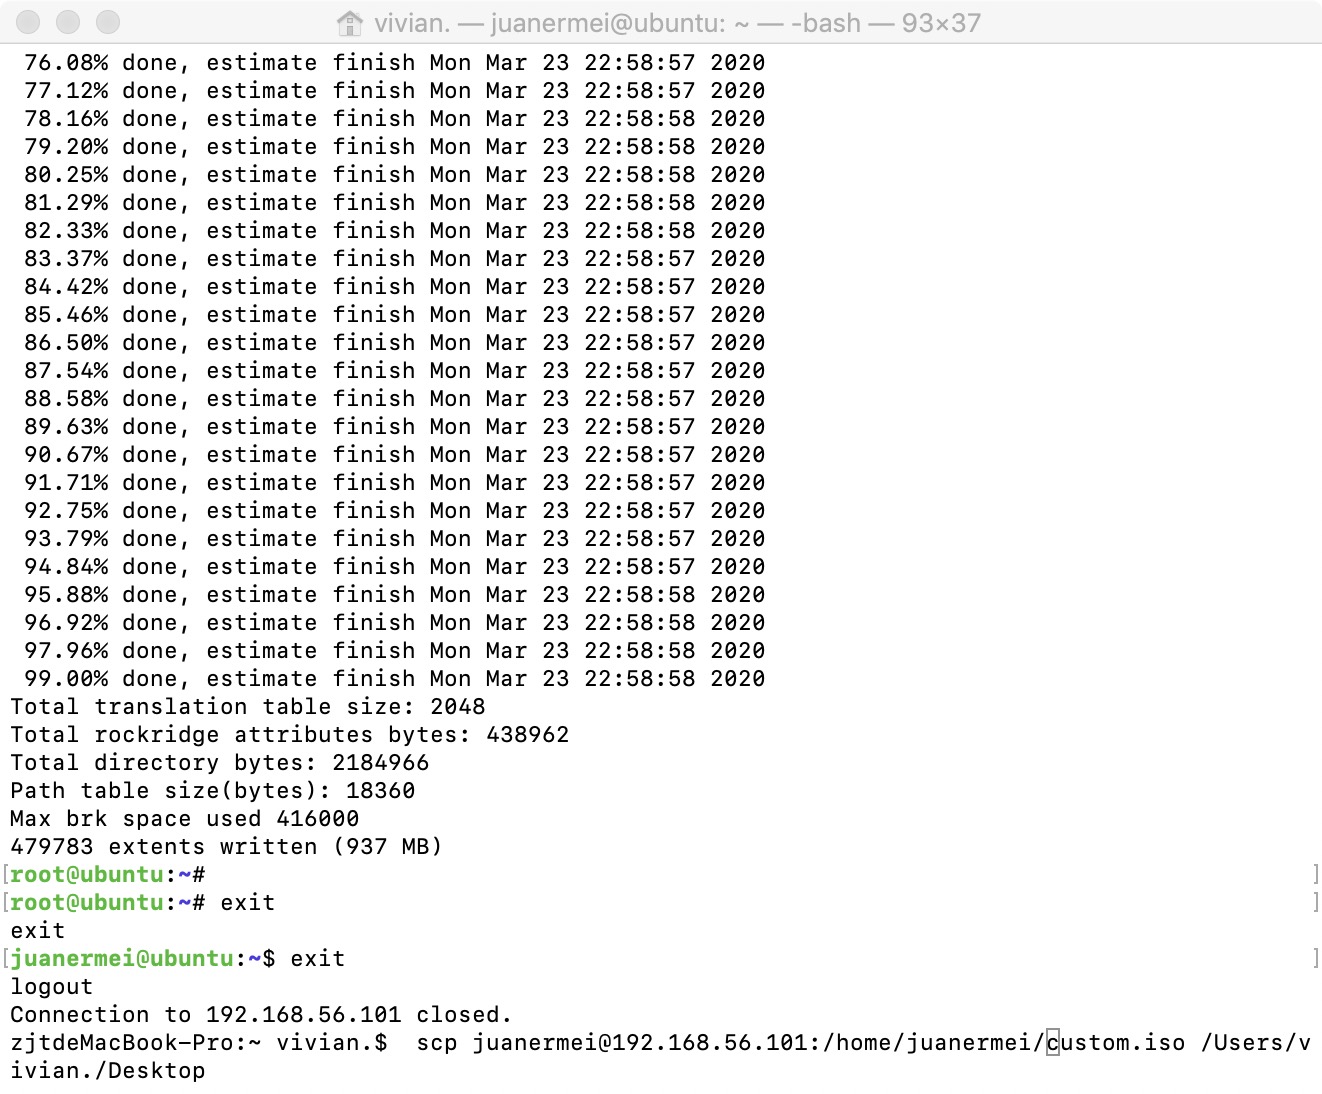 vivian. — juanermei@ubuntu: ~ — -bash — 93×37
76.08% done, estimate finish Mon Mar 23 22:58:57 2020
77.12% done, estimate finish Mon Mar 23 22:58:57 2020
78.16% done, estimate finish Mon Mar 23 22:58:58 2020
79.20% done, estimate finish Mon Mar 23 22:58:58 2020
80.25% done, estimate finish Mon Mar 23 22:58:58 2020
81.29% done, estimate finish Mon Mar 23 22:58:58 2020
82.33% done, estimate finish Mon Mar 23 22:58:58 2020
83.37% done, estimate finish Mon Mar 23 22:58:57 2020
84.42% done, estimate finish Mon Mar 23 22:58:57 2020
85.46% done, estimate finish Mon Mar 23 22:58:57 2020
86.50% done, estimate finish Mon Mar 23 22:58:57 2020
87.54% done, estimate finish Mon Mar 23 22:58:57 2020
88.58% done, estimate finish Mon Mar 23 22:58:57 2020
89.63% done, estimate finish Mon Mar 23 22:58:57 2020
90.67% done, estimate finish Mon Mar 23 22:58:57 2020
91.71% done, estimate finish Mon Mar 23 22:58:57 2020
92.75% done, estimate finish Mon Mar 23 22:58:57 2020
93.79% done, estimate finish Mon Mar 23 22:58:57 2020
94.84% done, estimate finish Mon Mar 23 22:58:57 2020
95.88% done, estimate finish Mon Mar 23 22:58:58 2020
96.92% done, estimate finish Mon Mar 23 22:58:58 2020
97.96% done, estimate finish Mon Mar 23 22:58:58 2020
99.00% done, estimate finish Mon Mar 23 22:58:58 2020
Total translation table size: 2048
Total rockridge attributes bytes: 438962
Total directory bytes: 2184966
Path table size(bytes): 18360
Max brk space used 416000
479783 extents written (937 MB)
[root@ubuntu:~# ]
[root@ubuntu:~# exit ]
exit
[juanermei@ubuntu:~$ exit ]
logout
Connection to 192.168.56.101 closed.
zjtdeMacBook-Pro:~ vivian.$  scp juanermei@192.168.56.101:/home/juanermei/custom.iso /Users/v
ivian./Desktop